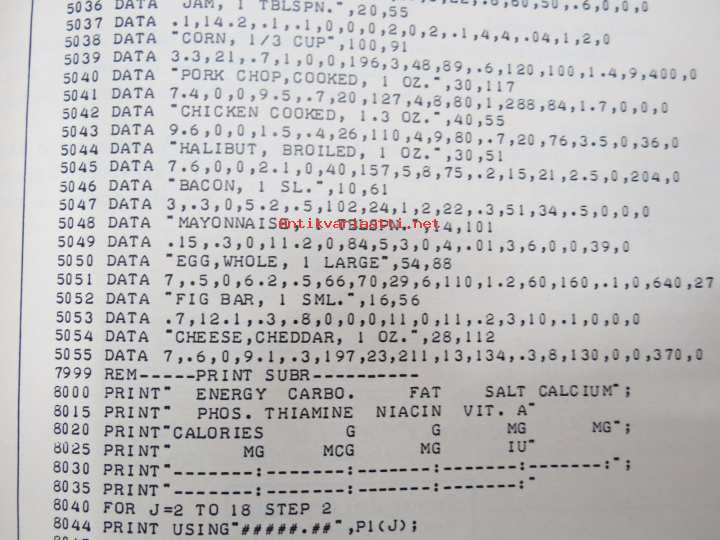 5036 DATA "JAM, 1 TBLSPN.",20,55
5037 DATA .1,14.2,.1,.1,0,0,0,2,0,2,.1,4,4,.04,1,2,0
5038 DATA "CORN, 1/3 CUP",100,91
5039 DATA 3.3,21,.7,1,0,0,196,3,48,89,.6,120,100,1.4,9,400,0
5040 DATA "PORK CHOP,COOKED, 1 OZ.",30,117
5041 DATA 7.4,0,0,9.5,.7,20,127,4,8,80,1,288,84,1.7,0,0,0
5042 DATA "CHICKEN COOKED, 1.3 OZ.",40,55
5043 DATA 9.6,0,0,1.5,.4,26,110,4,9,80,.7,20,76,3.5,0,36,0
5044 DATA "HALIBUT, BROILED, 1 OZ.",30,51
5045 DATA 7.6,0,0,2.1,0,40,157,5,8,75,.2,15,21,2.5,0,204,0
5046 DATA "BACON, 1 SL.",10,61
5047 DATA 3,.3,0,5.2,.5,102,24,1,2,22,.3,51,34,.5,0,0,0
5048 DATA "MAYONNAISE, 1 TBLSPN.",14,101
antikvariaspni.net
5049 DATA .15,.3,0,11.2,0,84,5,3,0,4,.01,3,6,0,0,39,0
5050 DATA "EGG,WHOLE, 1 LARGE",54,88
5051 DATA 7,.5,0,6.2,.5,66,70,29,6,110,1.2,60,160,.1,0,640,27
5052 DATA "FIG BAR, 1 SML.",16,56
5053 DATA .7,12.1,.3,.8,0,0,0,11,0,11,.2,3,10,.1,0,0,0
5054 DATA "CHEESE,CHEDDAR, 1 OZ.",28,112
5055 DATA 7,.6,0,9.1,.3,197,23,211,13,134,.3,8,130,0,0,370,0
7999 REM-----PRINT SUBR----------
8000 PRINT" ENERGY CARBO. FAT SALT CALCIUM";
8015 PRINT" PHOS. THIAMINE NIACIN VIT. A"
8020 PRINT"CALORIES G G MG MG";
8025 PRINT" MG MCG MG IU"
8030 PRINT"--------:-------:-------:-------:-------:";
8035 PRINT"--------:-------:-------:-------:"
8040 FOR J=2 TO 18 STEP 2
8044 PRINT USING"#####.##",P1(J);